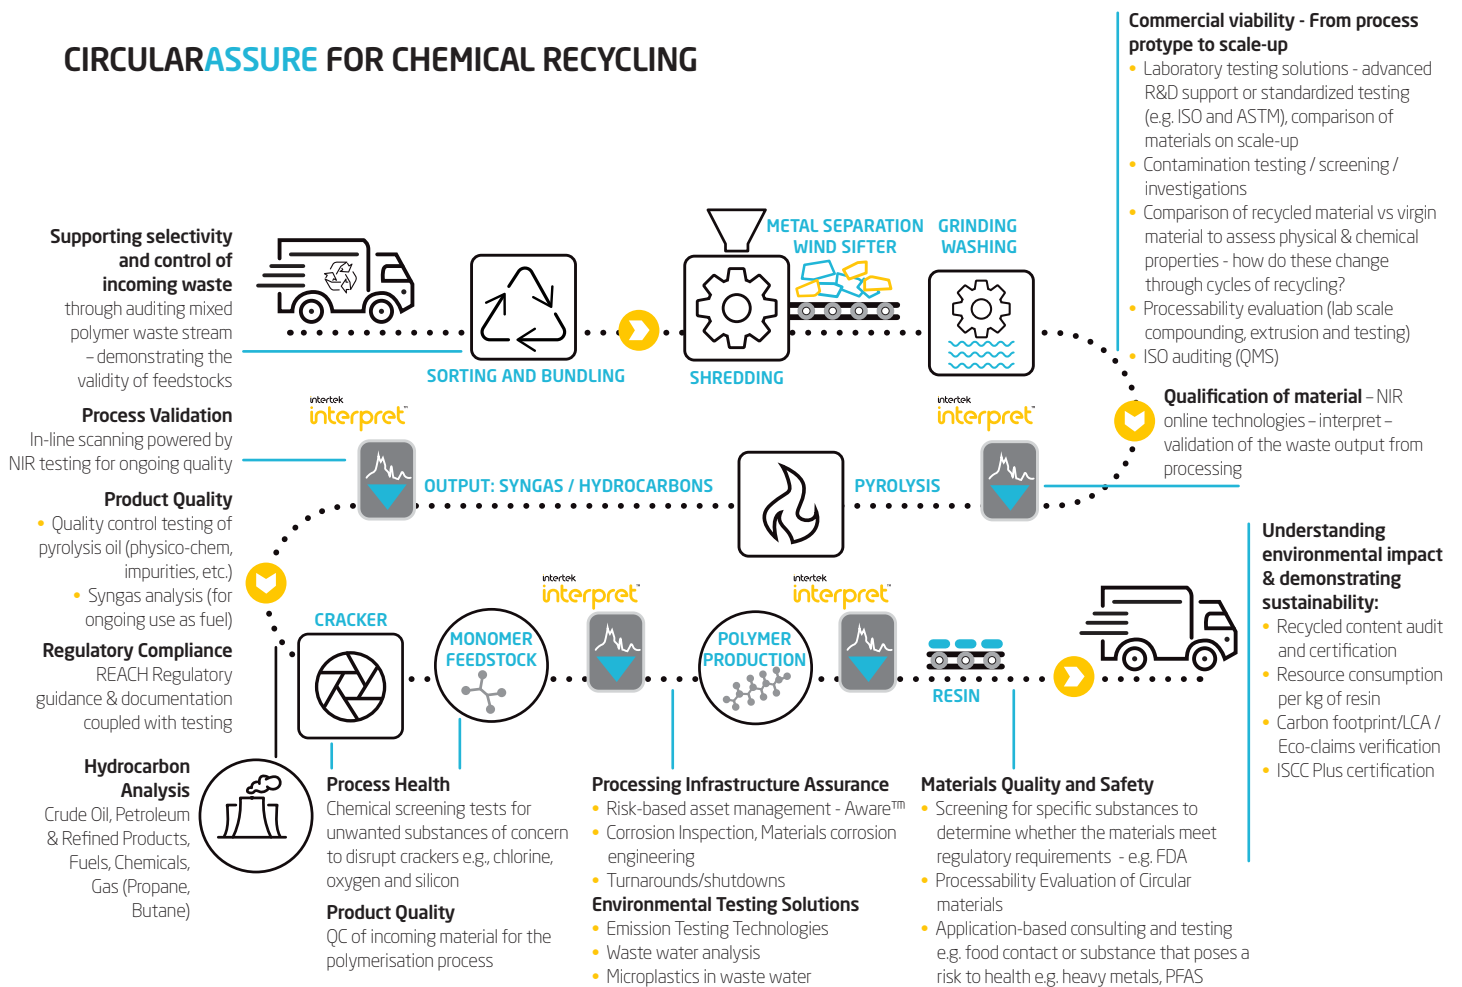 CIRCULARASSURE FOR CHEMICAL RECYCLING
Commercial viability - From process
protype to scale-up
• Laboratory testing solutions - advanced
R&D support or standardized testing
(e.g. ISO and ASTM), comparison of
materials on scale-up
• Contamination testing / screening /
investigations
• Comparison of recycled material vs virgin
material to assess physical & chemical
properties - how do these change
through cycles of recycling?
• Processability evaluation (lab scale
compounding, extrusion and testing)
• ISO auditing (QMS)
Supporting selectivity
and control of
incoming waste
through auditing mixed
polymer waste stream
– demonstrating the
validity of feedstocks
SORTING AND BUNDLING
SHREDDING
METAL SEPARATION
WIND SIFTER
GRINDING
WASHING
Qualification of material – NIR
online technologies – interpret –
validation of the waste output from
processing
Process Validation
In-line scanning powered by
NIR testing for ongoing quality
intertek
interpret™
OUTPUT: SYNGAS / HYDROCARBONS
PYROLYSIS
intertek
interpret™
Product Quality
• Quality control testing of
pyrolysis oil (physico-chem,
impurities, etc.)
• Syngas analysis (for
ongoing use as fuel)
Regulatory Compliance
REACH Regulatory
guidance & documentation
coupled with testing
Hydrocarbon
Analysis
Crude Oil, Petroleum
& Refined Products,
Fuels, Chemicals,
Gas (Propane,
Butane)
CRACKER
MONOMER
FEEDSTOCK
intertek
interpret™
POLYMER
PRODUCTION
intertek
interpret™
RESIN
Understanding
environmental impact
& demonstrating
sustainability:
• Recycled content audit
and certification
• Resource consumption
per kg of resin
• Carbon footprint/LCA /
Eco-claims verification
• ISCC Plus certification
Process Health
Chemical screening tests for
unwanted substances of concern
to disrupt crackers e.g., chlorine,
oxygen and silicon
Product Quality
QC of incoming material for the
polymerisation process
Processing Infrastructure Assurance
• Risk-based asset management - Aware™
• Corrosion Inspection, Materials corrosion
engineering
• Turnarounds/shutdowns
Environmental Testing Solutions
• Emission Testing Technologies
• Waste water analysis
• Microplastics in waste water
Materials Quality and Safety
• Screening for specific substances to
determine whether the materials meet
regulatory requirements - e.g. FDA
• Processability Evaluation of Circular
materials
• Application-based consulting and testing
e.g. food contact or substance that poses a
risk to health e.g. heavy metals, PFAS